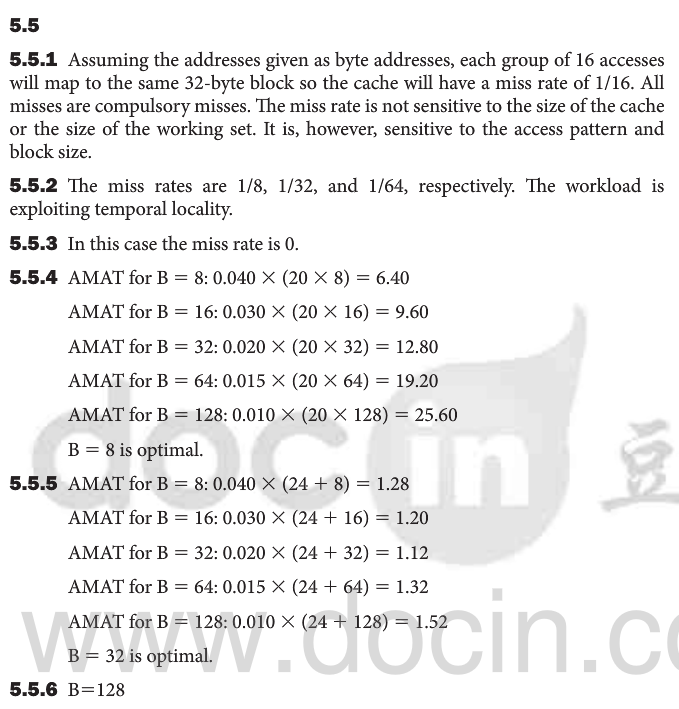 5.5
5.5.1 Assuming the addresses given as byte addresses, each group of 16 accesses
will map to the same 32-byte block so the cache will have a miss rate of 1/16. All
misses are compulsory misses. The miss rate is not sensitive to the size of the cache
or the size of the working set. It is, however, sensitive to the access pattern and
block size.
5.5.2 The miss rates are 1/8, 1/32, and 1/64, respectively. The workload is
exploiting temporal locality.
5.5.3 In this case the miss rate is 0.
5.5.4 AMAT for B = 8: 0.040 × (20 × 8) = 6.40
AMAT for B = 16: 0.030 × (20 × 16) = 9.60
AMAT for B = 32: 0.020 × (20 × 32) = 12.80
AMAT for B = 64: 0.015 × (20 × 64) = 19.20
AMAT for B = 128: 0.010 × (20 × 128) = 25.60
B = 8 is optimal.
5.5.5 AMAT for B = 8: 0.040 × (24 + 8) = 1.28
AMAT for B = 16: 0.030 × (24 + 16) = 1.20
AMAT for B = 32: 0.020 × (24 + 32) = 1.12
AMAT for B = 64: 0.015 × (24 + 64) = 1.32
AMAT for B = 128: 0.010 × (24 + 128) = 1.52
B = 32 is optimal.
5.5.6 B=128
docin 豆
www.docin.c